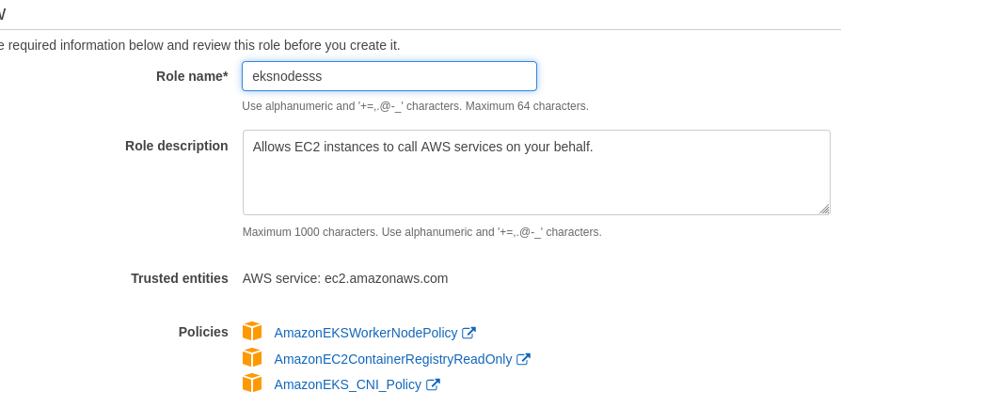 e required information below and review this role before you create it.
Role name* eksnodesss
Use alphanumeric and '+=,.@-_' characters. Maximum 64 characters.
Role description Allows EC2 instances to call AWS services on your behalf.
Maximum 1000 characters. Use alphanumeric and '+=,.@-_' characters.
Trusted entities AWS service: ec2.amazonaws.com
Policies AmazonEKSWorkerNodePolicy
AmazonEC2ContainerRegistryReadOnly
AmazonEKS_CNI_Policy